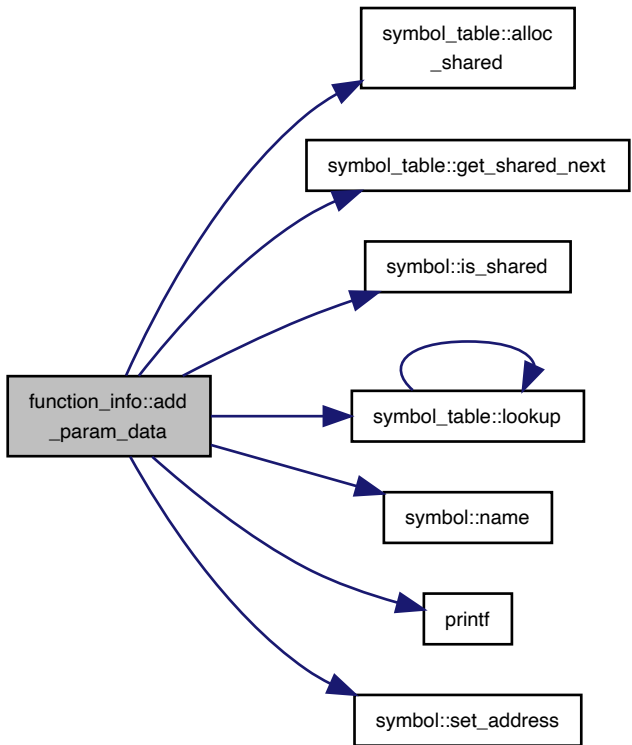 symbol_table::alloc
_shared
symbol_table::get_shared_next
symbol::is_shared
function_info::add
_param_data
symbol_table::lookup
symbol::name
printf
symbol::set_address